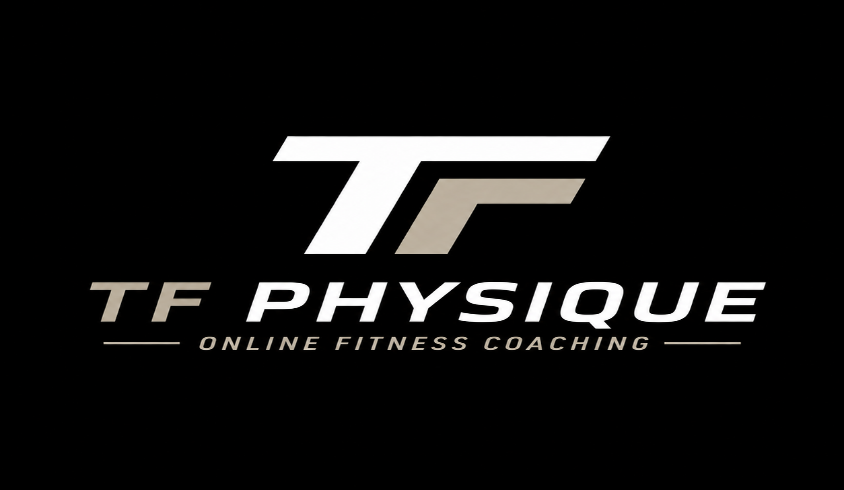 TF
TF PHYSIQUE
ONLINE FITNESS COACHING